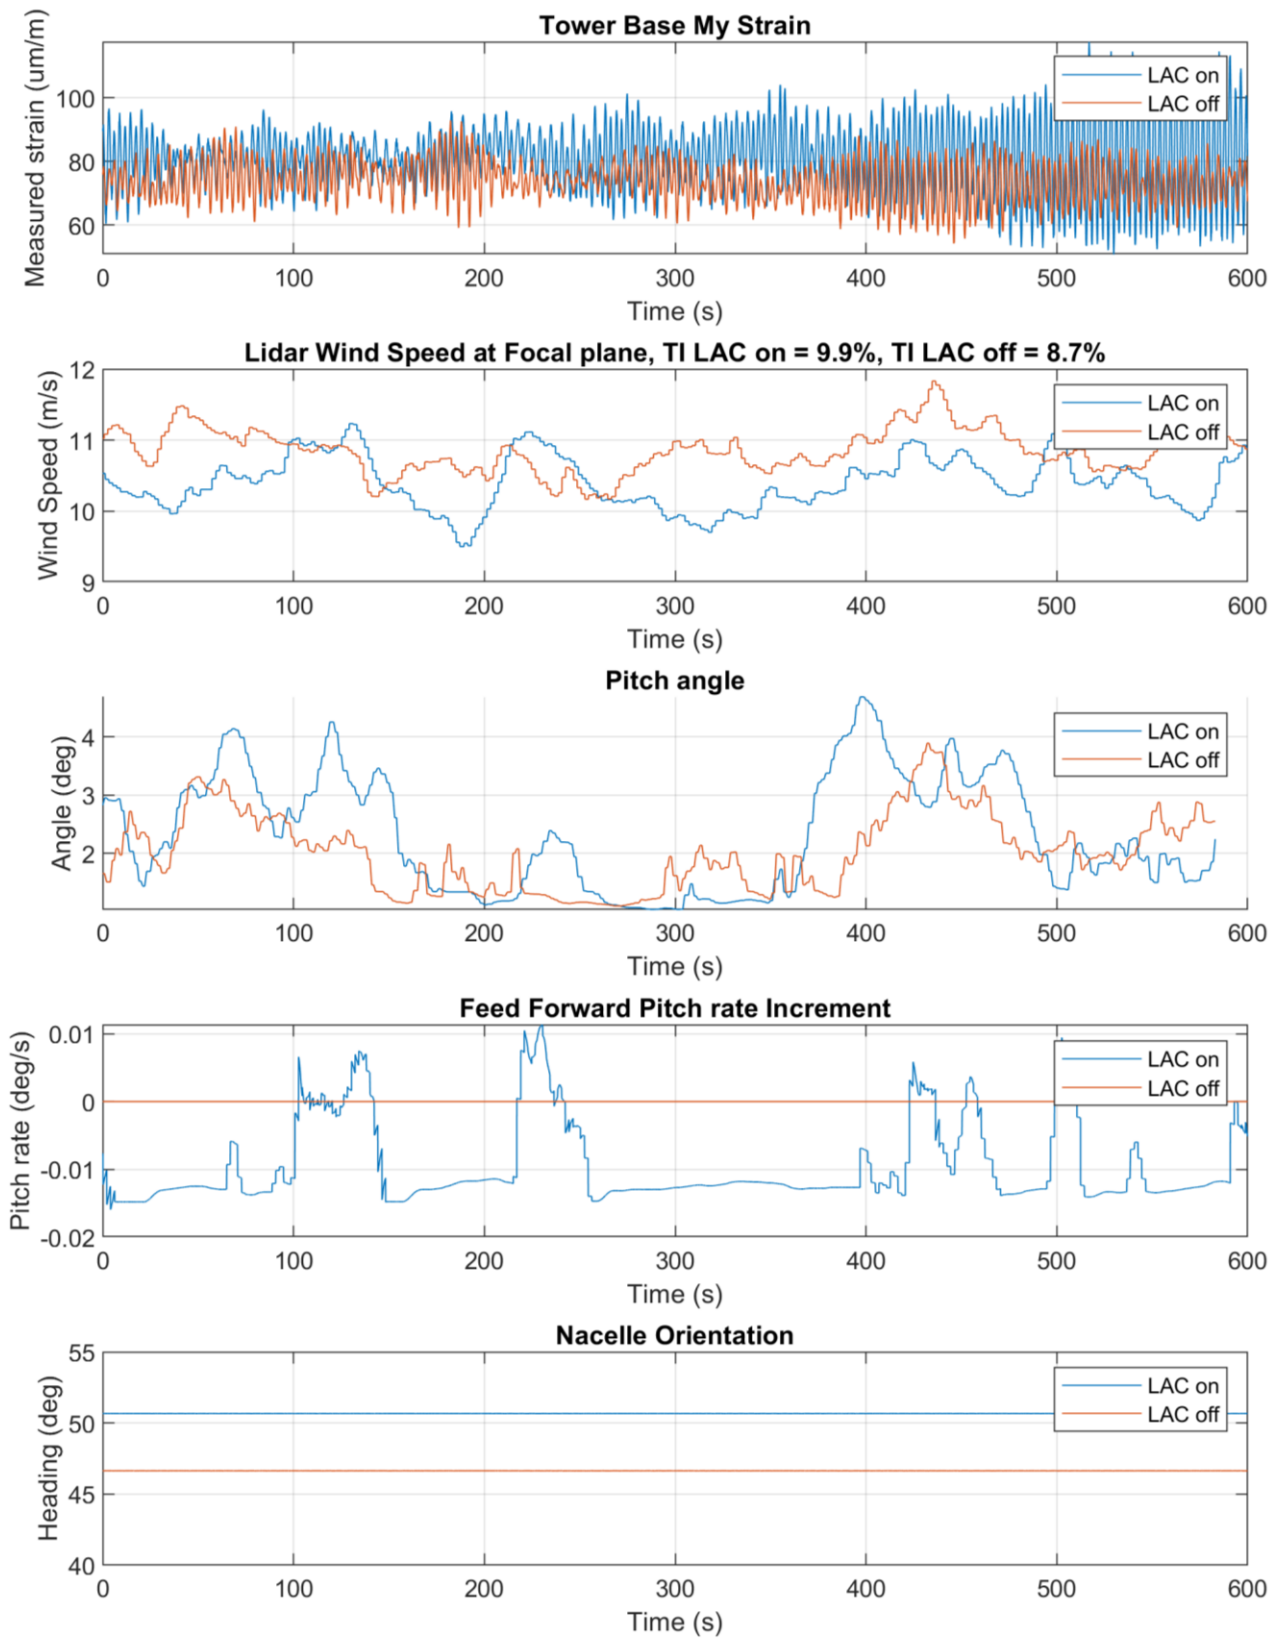 Tower Base My Strain
Measured strain (um/m)
100
80
60
LAC on
LAC off
0 100 200 300 400 500 600
Time (s)
Lidar Wind Speed at Focal plane, TI LAC on = 9.9%, TI LAC off = 8.7%
Wind Speed (m/s)
12
11
10
9
LAC on
LAC off
0 100 200 300 400 500 600
Time (s)
Pitch angle
Angle (deg)
4
3
2
LAC on
LAC off
0 100 200 300 400 500 600
Time (s)
Feed Forward Pitch rate Increment
Pitch rate (deg/s)
0.01
0
-0.01
-0.02
LAC on
LAC off
0 100 200 300 400 500 600
Time (s)
Nacelle Orientation
Heading (deg)
55
50
45
40
LAC on
LAC off
0 100 200 300 400 500 600
Time (s)